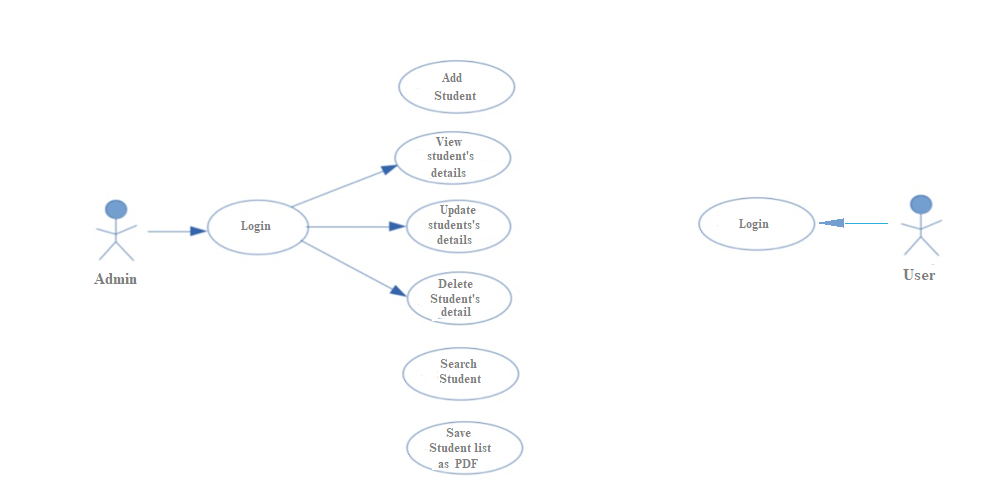 Add
Student
View
student's
details
Update
students's
details
Login
Admin
Delete
Student's
detail
Search
Student
Save
Student list
as PDF
Login
User